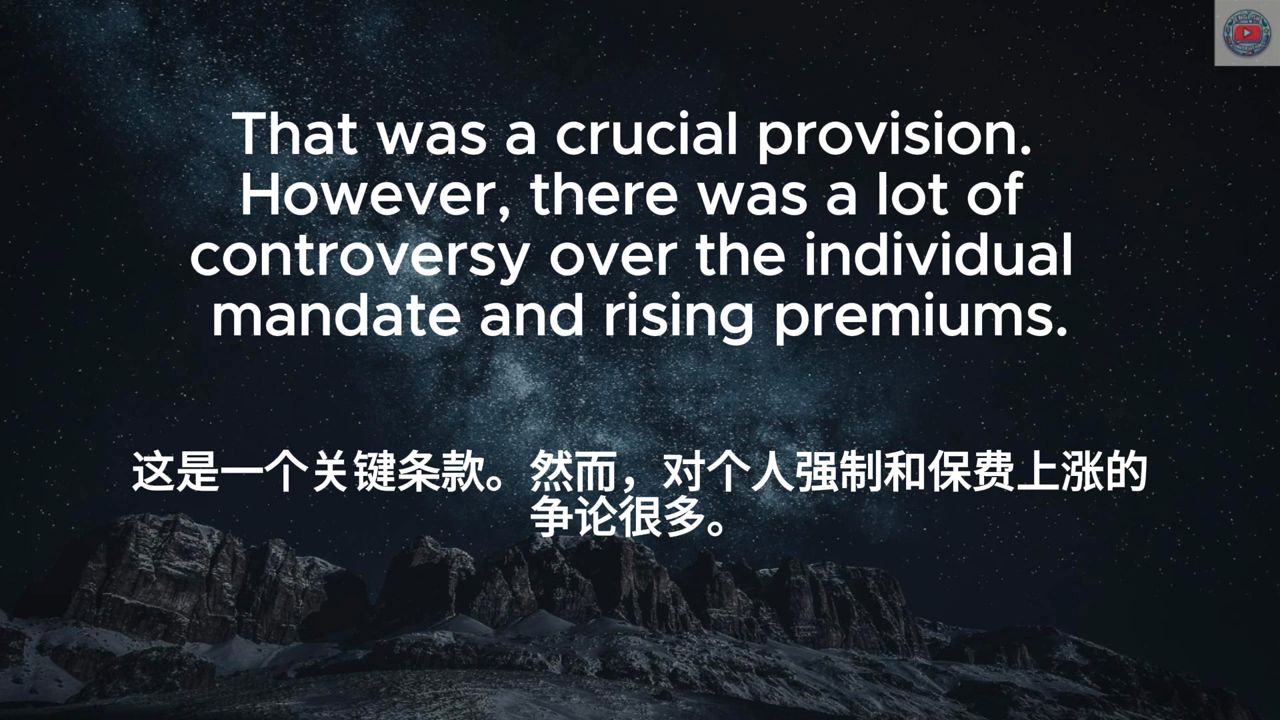 That was a crucial provision.
However, there was a lot of
controversy over the individual
mandate and rising premiums.
这是一个关键条款。然而，对个人强制和保费上涨的
争论很多。